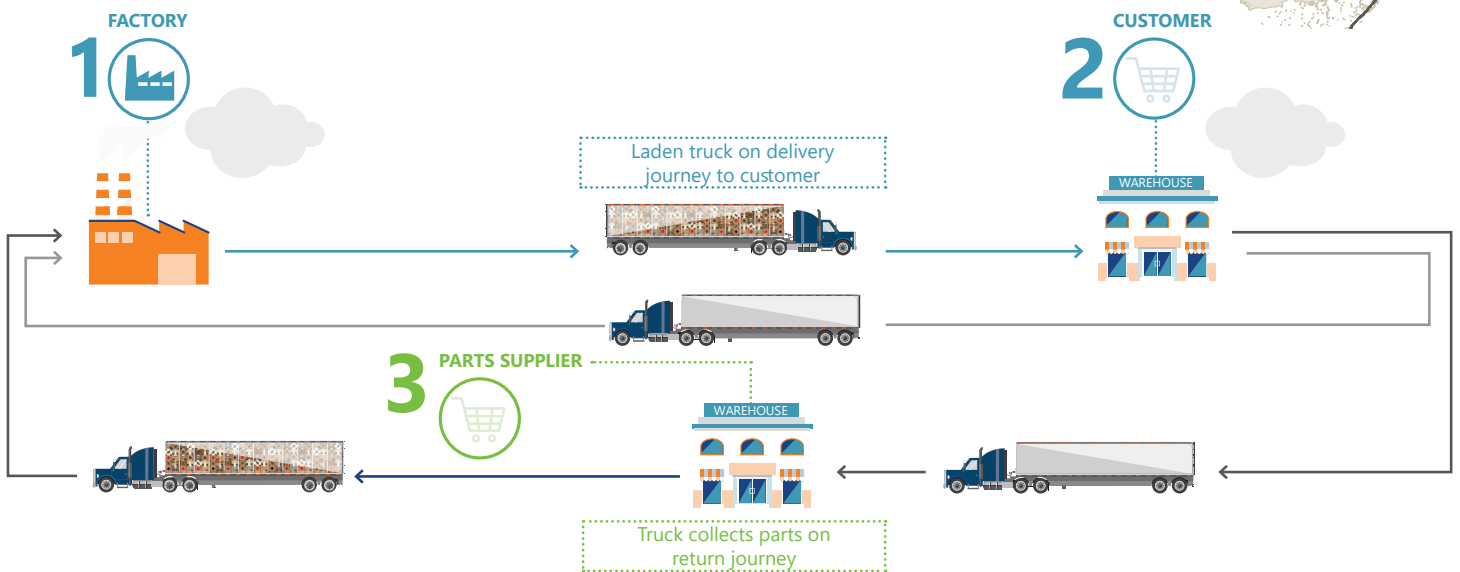 FACTORY
1
CUSTOMER
2
Laden truck on delivery
journey to customer
WAREHOUSE
3
PARTS SUPPLIER
WAREHOUSE
Truck collects parts on
return journey